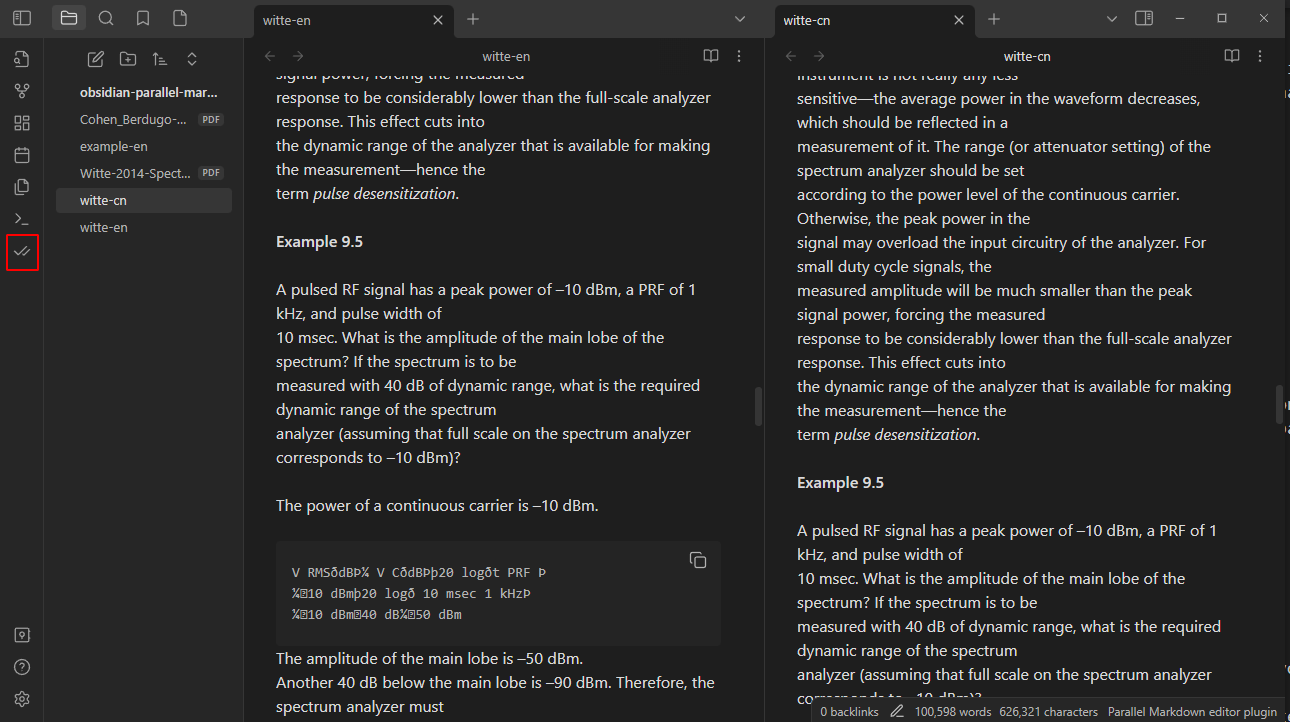 witte-en
witte-cn
obsidian-parallel-mar...
Cohen_Berdugo-... PDF
example-en
Witte-2014-Spect... PDF
witte-cn
witte-en
witte-en
signal power, forcing the measured
response to be considerably lower than the full-scale analyzer
response. This effect cuts into
the dynamic range of the analyzer that is available for making
the measurement—hence the
term pulse desensitization.
Example 9.5
A pulsed RF signal has a peak power of –10 dBm, a PRF of 1
kHz, and pulse width of
10 msec. What is the amplitude of the main lobe of the
spectrum? If the spectrum is to be
measured with 40 dB of dynamic range, what is the required
dynamic range of the spectrum
analyzer (assuming that full scale on the spectrum analyzer
corresponds to –10 dBm)?
The power of a continuous carrier is –10 dBm.
V RMSðdBÞ¼ V CðdBÞþ20 logðt PRF Þ
¼10 dBmþ20 logð 10 msec 1 kHzÞ
¼10 dBm40 dB¼50 dBm
The amplitude of the main lobe is –50 dBm.
Another 40 dB below the main lobe is –90 dBm. Therefore, the
spectrum analyzer must
witte-cn
instrument is not really any less
sensitive—the average power in the waveform decreases,
which should be reflected in a
measurement of it. The range (or attenuator setting) of the
spectrum analyzer should be set
according to the power level of the continuous carrier.
Otherwise, the peak power in the
signal may overload the input circuitry of the analyzer. For
small duty cycle signals, the
measured amplitude will be much smaller than the peak
signal power, forcing the measured
response to be considerably lower than the full-scale analyzer
response. This effect cuts into
the dynamic range of the analyzer that is available for making
the measurement—hence the
term pulse desensitization.
Example 9.5
A pulsed RF signal has a peak power of –10 dBm, a PRF of 1
kHz, and pulse width of
10 msec. What is the amplitude of the main lobe of the
spectrum? If the spectrum is to be
measured with 40 dB of dynamic range, what is the required
dynamic range of the spectrum
analyzer (assuming that full scale on the spectrum analyzer
corresponds to –10 dBm)?
0 backlinks 100,598 words 626,321 characters Parallel Markdown editor plugin